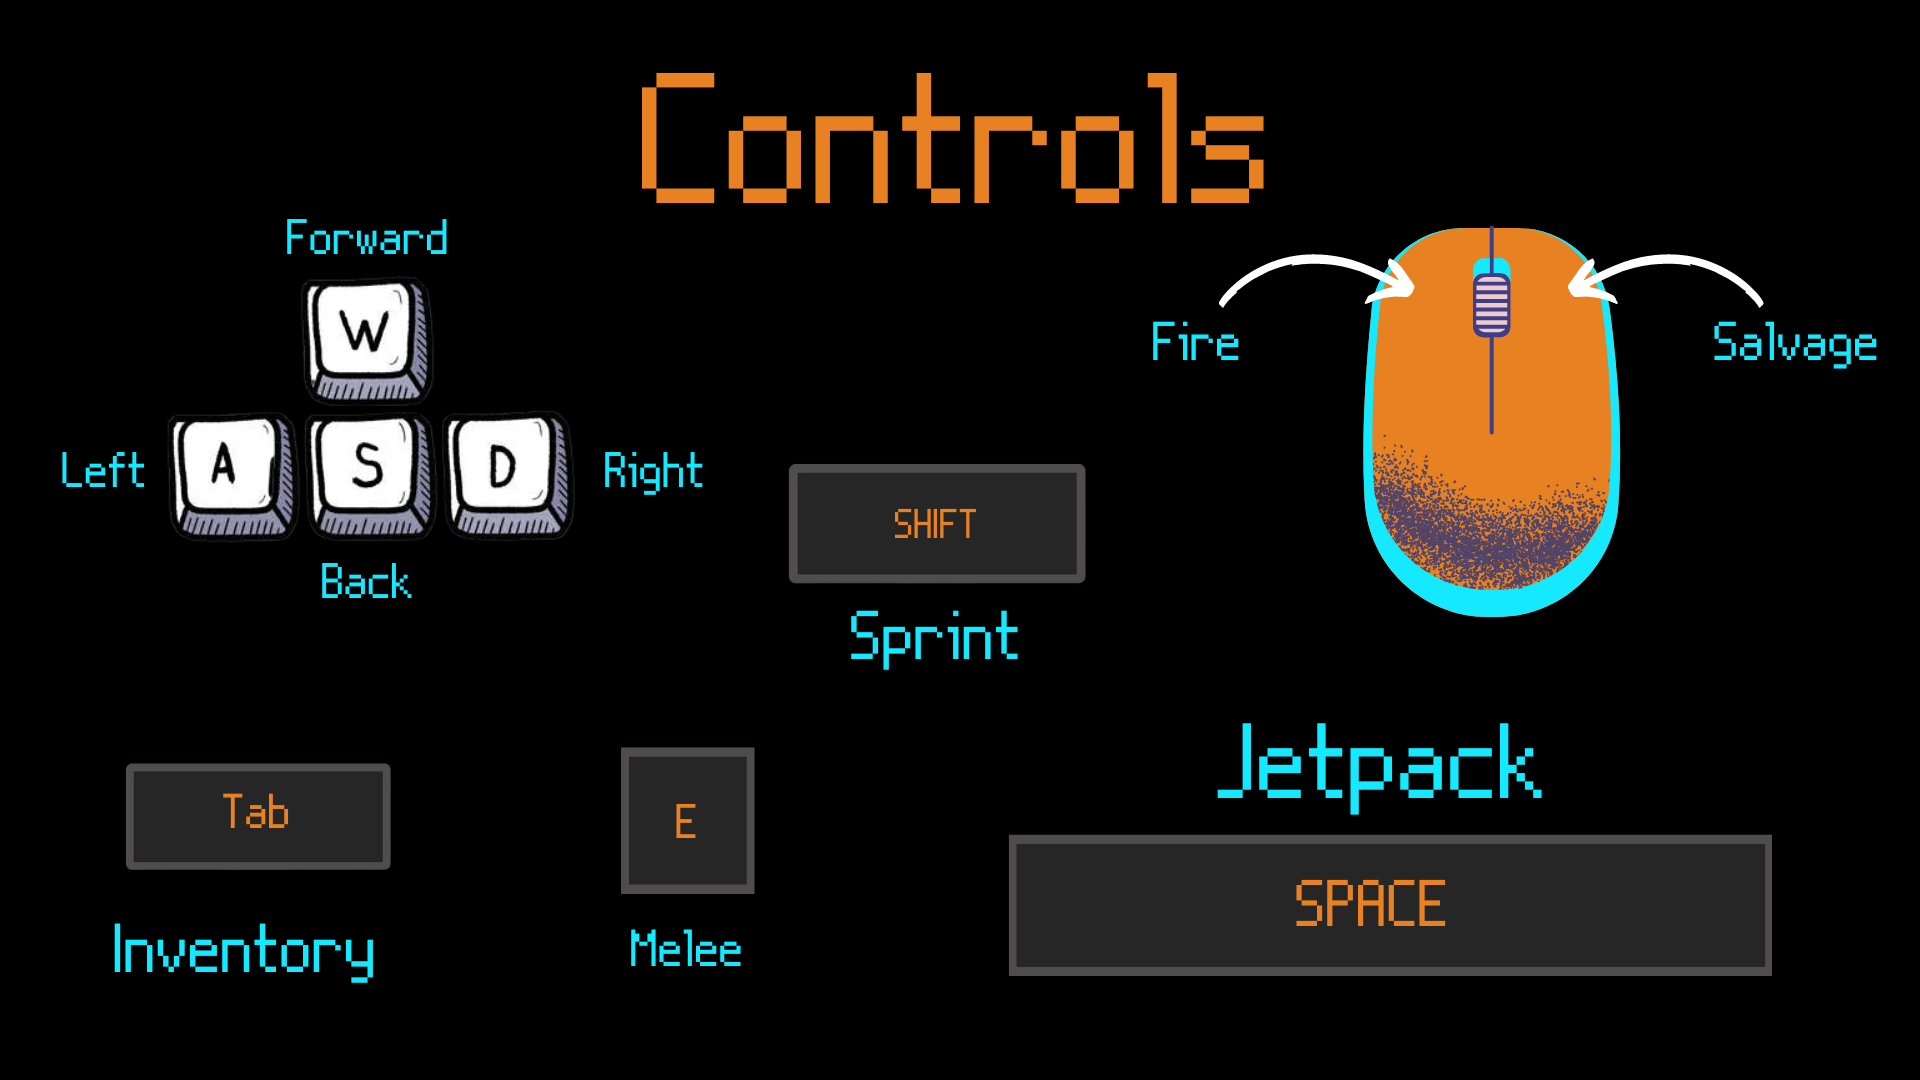 Controls
Forward
W
Left
A
S
D
Right
Back
Fire
Salvage
SHIFT
Sprint
Tab
Inventory
E
Melee
Jetpack
SPACE